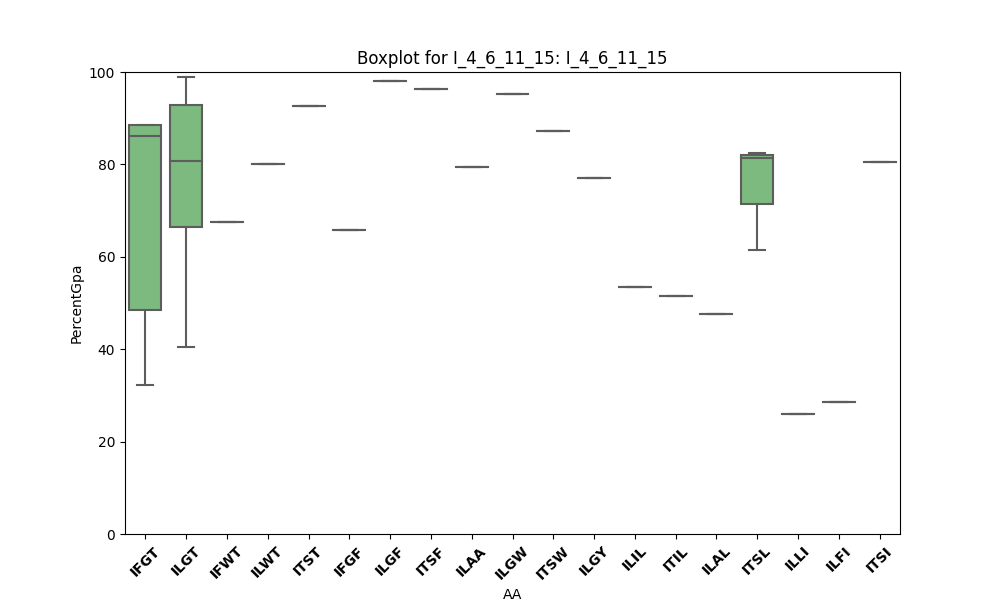 Boxplot for I_4_6_11_15: I_4_6_11_15
100
80
60
40
20
0
PercentGpa
IFGT ILGT IFWT ILWT ITST IFGF ILGF ITSF ILAA ILGW ITSW ILGY ILIL ITIL ILAL ITSL ILLI ILFI ITSI
AA